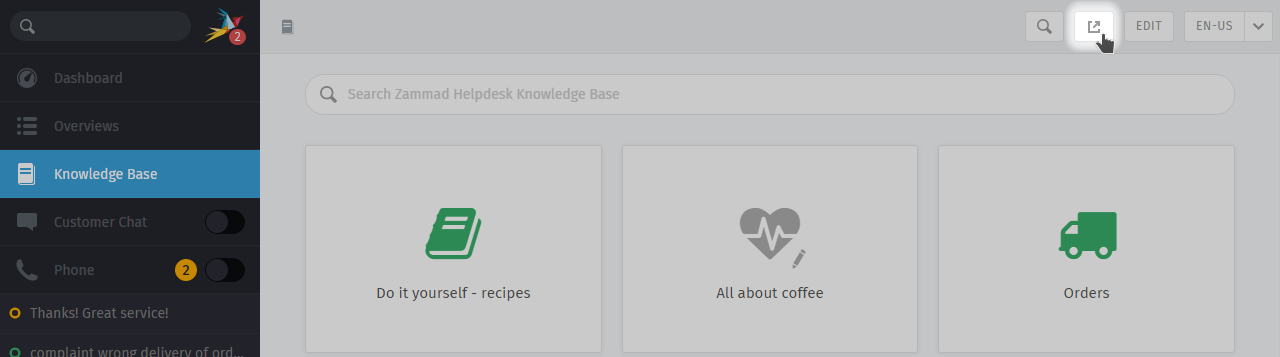 2
EDIT
EN-US
Dashboard
Search Zammad Helpdesk Knowledge Base
Overviews
Knowledge Base
Customer Chat
Phone 2
Do it yourself - recipes
All about coffee
Orders
Thanks! Great service!
complaint wrong delivery of ord...